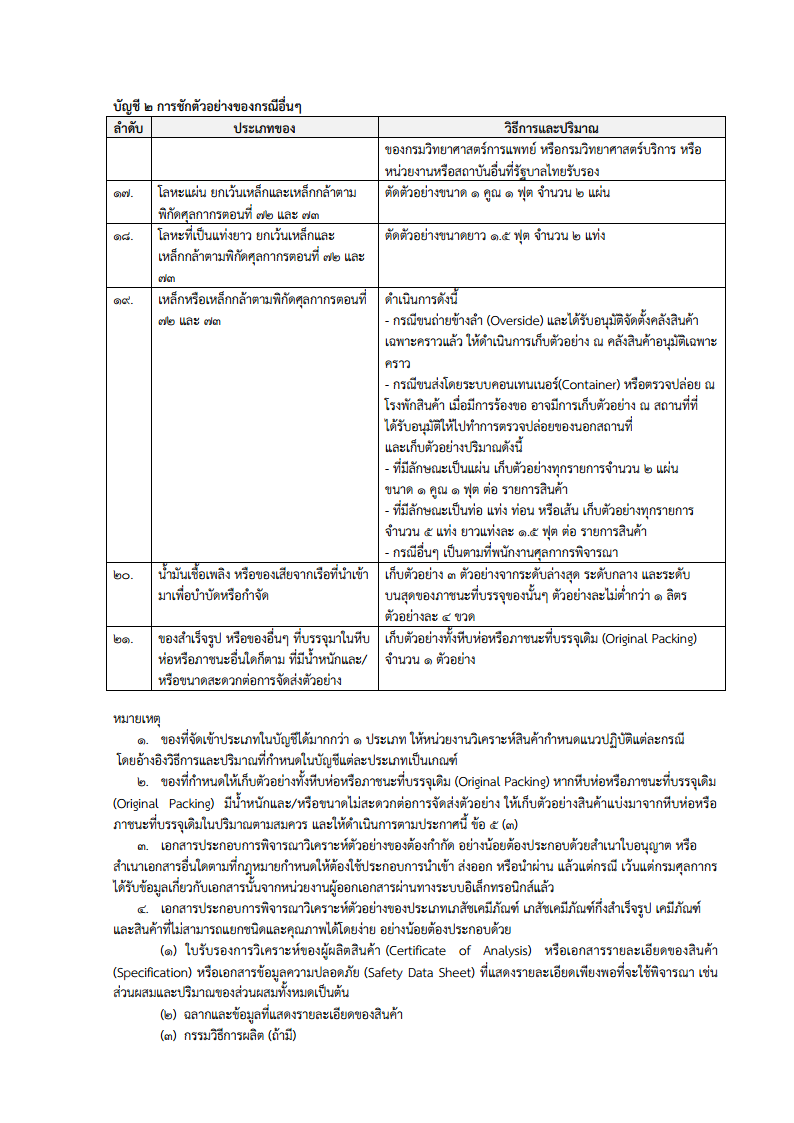 บัญชี ๒ การชักตัวอย่างของกรณีอื่นๆ
ลำดับ ประเภทของ วิธีการและปริมาณ
ของกรมวิทยาศาสตร์การแพทย์ หรือกรมวิทยาศาสตร์บริการ หรือ
หน่วยงานหรือสถาบันอื่นที่รัฐบาลไทยรับรอง
๑๗. โลหะแผ่น ยกเว้นเหล็กและเหล็กกล้าตาม ตัดตัวอย่างขนาด ๑ คูณ ๑ ฟุต จำนวน ๒ แผ่น
พิกัดศุลกากรตอนที่ ๗๒ และ ๗๓
๑๘. โลหะที่เป็นแท่งยาว ยกเว้นเหล็กและ ตัดตัวอย่างขนาดยาว ๑.๕ ฟุต จำนวน ๒ แท่ง
เหล็กกล้าตามพิกัดศุลกากรตอนที่ ๗๒ และ
๗๓
๑๙. เหล็กหรือเหล็กกล้าตามพิกัดศุลกากรตอนที่ ดำเนินการดังนี้
๗๒ และ ๗๓ - กรณีขนถ่ายข้างลำ (Overside) และได้รับอนุมัติจัดตั้งคลังสินค้า
เฉพาะคราวแล้ว ให้ดำเนินการเก็บตัวอย่าง ณ คลังสินค้าอนุมัติเฉพาะ
คราว
- กรณีขนส่งโดยระบบคอนเทนเนอร์(Container) หรือตรวจปล่อย ณ
โรงพักสินค้า เมื่อมีการร้องขอ อาจมีการเก็บตัวอย่าง ณ สถานที่ที่
ได้รับอนุมัติให้ไปทำการตรวจปล่อยของนอกสถานที่
และเก็บตัวอย่างปริมาณดังนี้
- ที่มีลักษณะเป็นแผ่น เก็บตัวอย่างทุกรายการจำนวน ๒ แผ่น
ขนาด ๑ คูณ ๑ ฟุต ต่อ รายการสินค้า
- ที่มีลักษณะเป็นท่อ แท่ง ท่อน หรือเส้น เก็บตัวอย่างทุกรายการ
จำนวน ๕ แท่ง ยาวแท่งละ ๑.๕ ฟุต ต่อ รายการสินค้า
- กรณีอื่นๆ เป็นตามที่พนักงานศุลกากรพิจารณา
๒๐. น้ำมันเชื้อเพลิง หรือของเสียจากเรือที่นำเข้า เก็บตัวอย่าง ๓ ตัวอย่างจากระดับล่างสุด ระดับกลาง และระดับ
มาเพื่อบำบัดหรือกำจัด บนสุดของภาชนะที่บรรจุของนั้นๆ ตัวอย่างละไม่ต่ำกว่า ๑ ลิตร
ตัวอย่างละ ๔ ขวด
๒๑. ของสำเร็จรูป หรือของอื่นๆ ที่บรรจุมาในหีบ เก็บตัวอย่างทั้งหีบห่อหรือภาชนะที่บรรจุเดิม (Original Packing)
ห่อหรือภาชนะอื่นใดก็ตาม ที่มีน้ำหนักและ/ จำนวน ๑ ตัวอย่าง
หรือขนาดสะดวกต่อการจัดส่งตัวอย่าง
หมายเหตุ
๑. ของที่จัดเข้าประเภทในบัญชีได้มากกว่า ๑ ประเภท ให้หน่วยงานวิเคราะห์สินค้ากำหนดแนวปฏิบัติแต่ละกรณี
โดยอ้างอิงวิธีการและปริมาณที่กำหนดในบัญชีแต่ละประเภทเป็นเกณฑ์
๒. ของที่กำหนดให้เก็บตัวอย่างทั้งหีบห่อหรือภาชนะที่บรรจุเดิม (Original Packing) หากหีบห่อหรือภาชนะที่บรรจุเดิม
(Original Packing) มีน้ำหนักและ/หรือขนาดไม่สะดวกต่อการจัดส่งตัวอย่าง ให้เก็บตัวอย่างสินค้าแบ่งมาจากหีบห่อหรือ
ภาชนะที่บรรจุเดิมในปริมาณตามสมควร และให้ดำเนินการตามประกาศนี้ ข้อ ๕ (๓)
๓. เอกสารประกอบการพิจารณาวิเคราะห์ตัวอย่างของต้องกำกัด อย่างน้อยต้องประกอบด้วยสำเนาใบอนุญาต หรือ
สำเนาเอกสารอื่นใดตามที่กฎหมายกำหนดให้ต้องใช้ประกอบการนำเข้า ส่งออก หรือนำผ่าน แล้วแต่กรณี เว้นแต่กรมศุลกากร
ได้รับข้อมูลเกี่ยวกับเอกสารนั้นจากหน่วยงานผู้ออกเอกสารผ่านทางระบบอิเล็กทรอนิกส์แล้ว
๔. เอกสารประกอบการพิจารณาวิเคราะห์ตัวอย่างของประเภทเภสัชเคมีภัณฑ์ เภสัชเคมีภัณฑ์กึ่งสำเร็จรูป เคมีภัณฑ์
และสินค้าที่ไม่สามารถแยกชนิดและคุณภาพได้โดยง่าย อย่างน้อยต้องประกอบด้วย
(๑) ใบรับรองการวิเคราะห์ของผู้ผลิตสินค้า (Certificate of Analysis) หรือเอกสารรายละเอียดของสินค้า
(Specification) หรือเอกสารข้อมูลความปลอดภัย (Safety Data Sheet) ที่แสดงรายละเอียดเพียงพอที่จะใช้พิจารณา เช่น
ส่วนผสมและปริมาณของส่วนผสมทั้งหมดเป็นต้น
(๒) ฉลากและข้อมูลที่แสดงรายละเอียดของสินค้า
(๓) กรรมวิธีการผลิต (ถ้ามี)